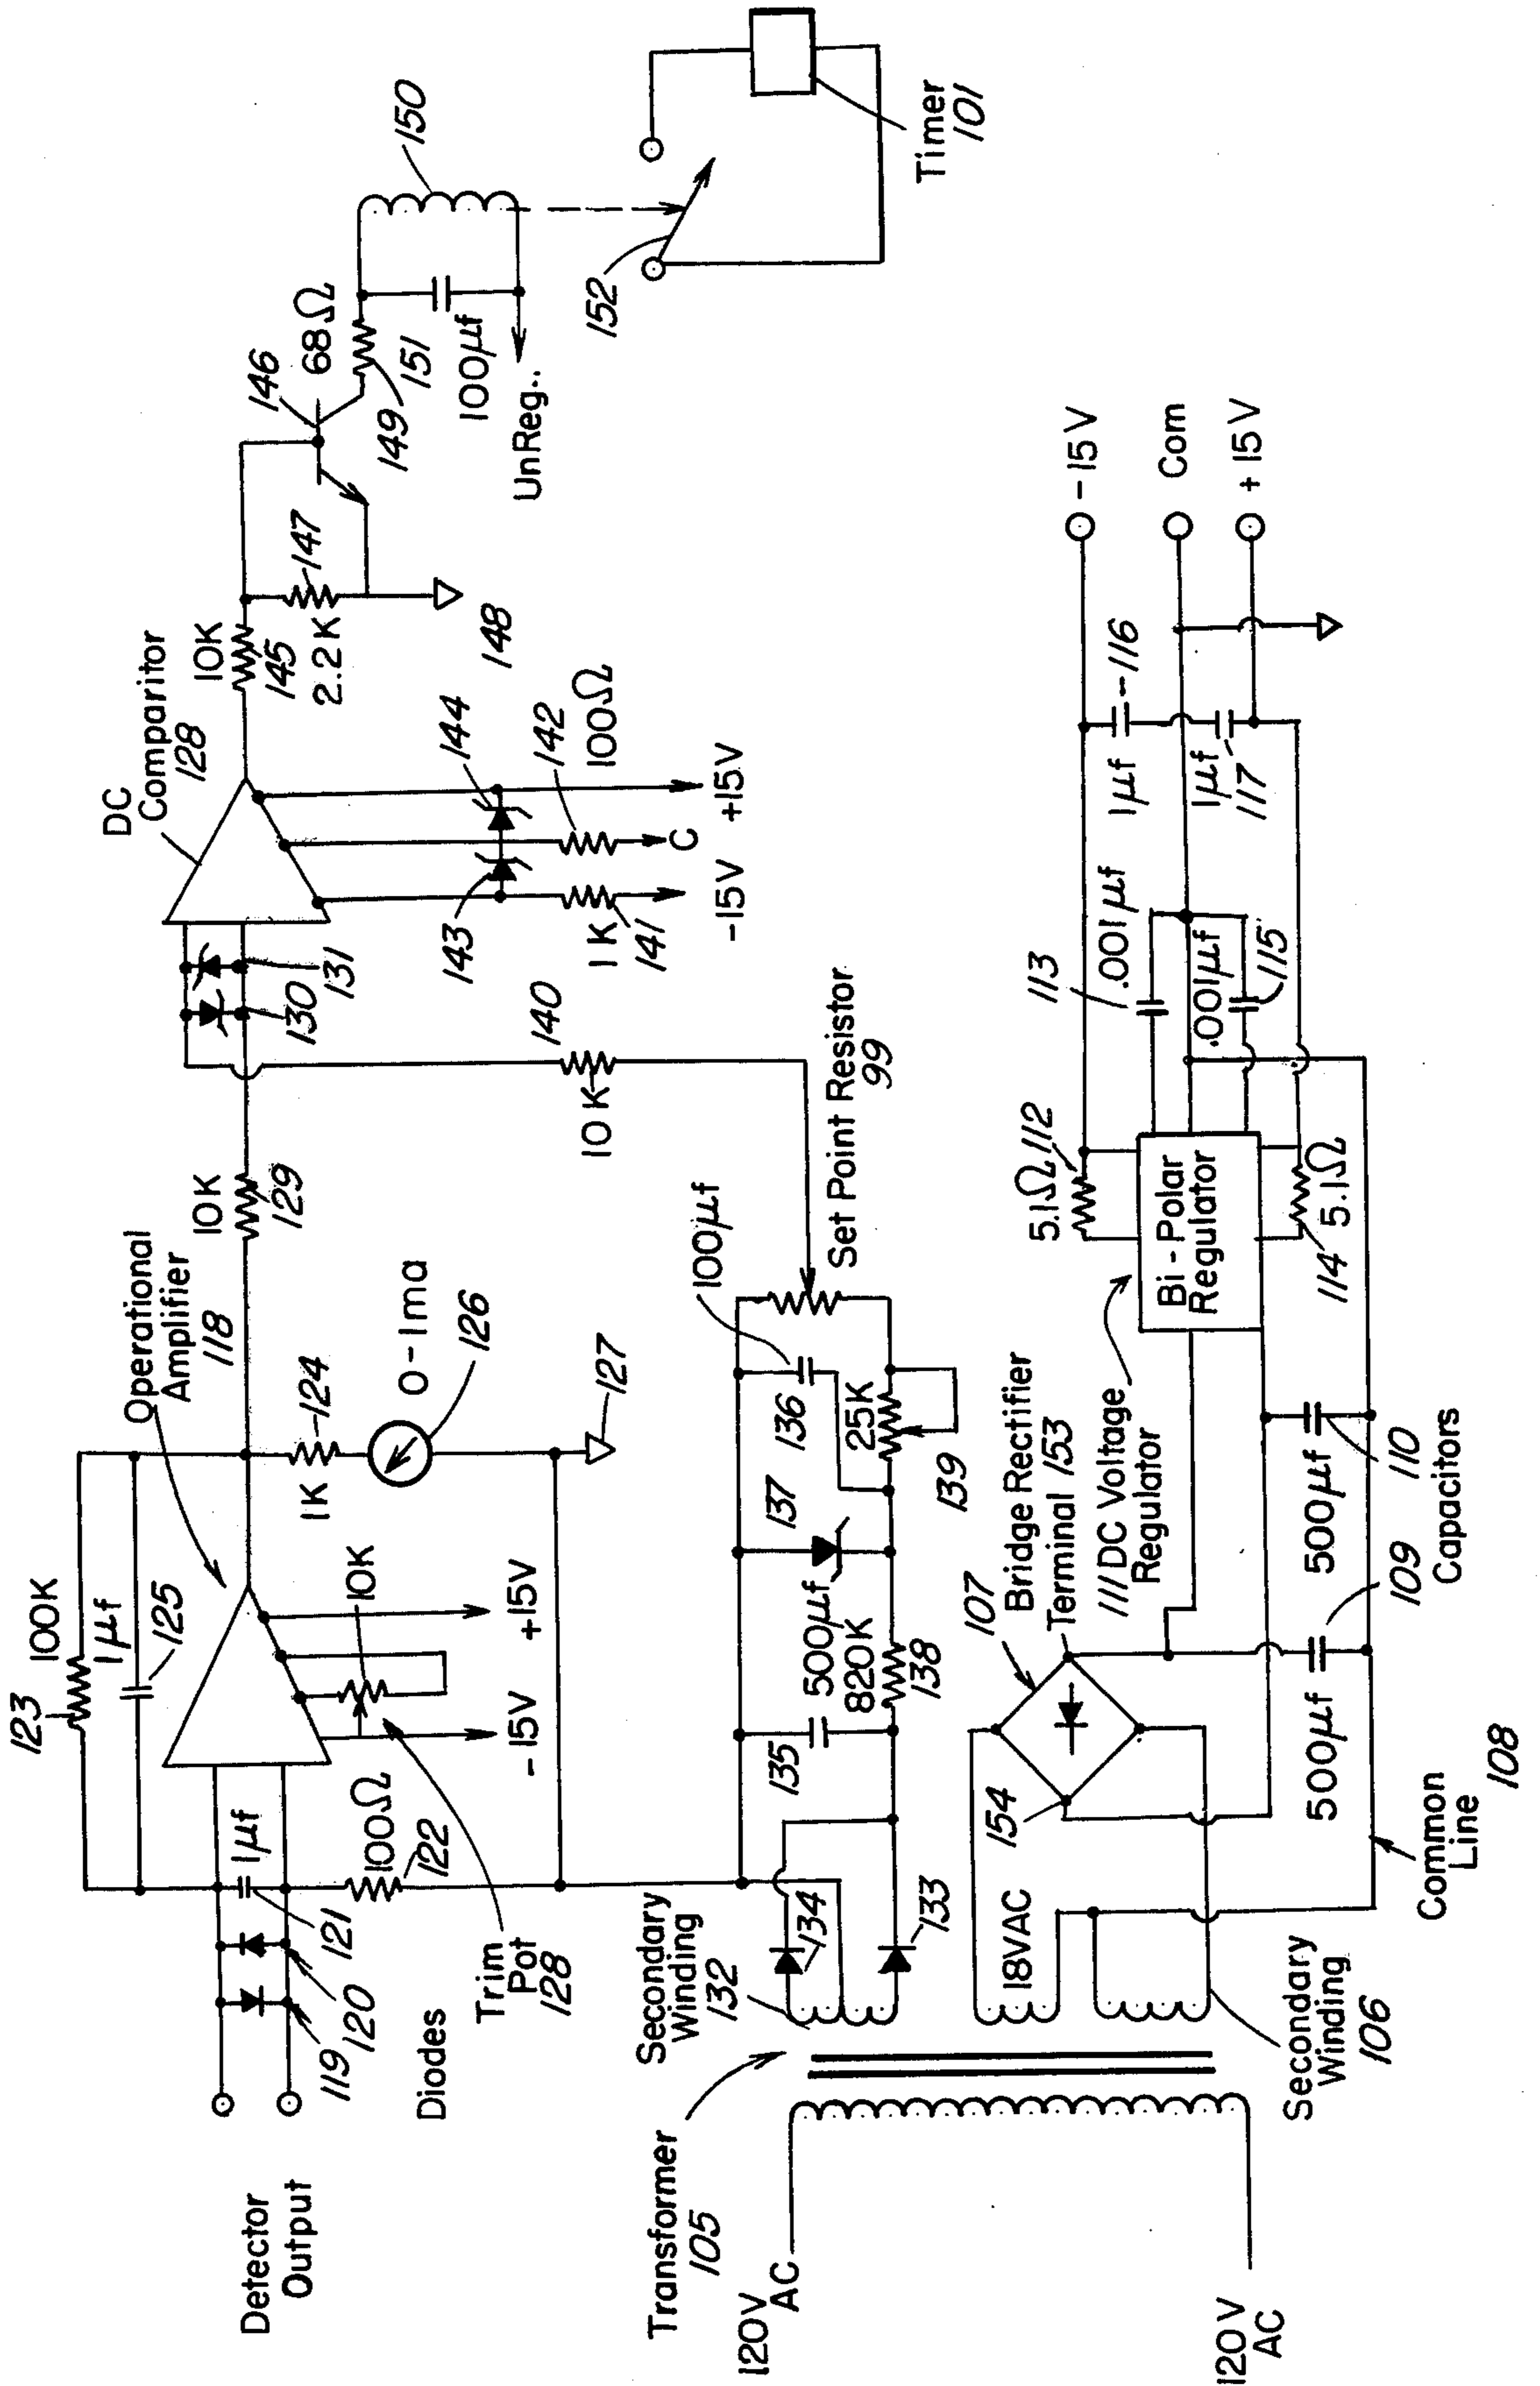 Detector
Output
Diodes
119
120
121
1µf
100Ω
122
123
100K
1µf
125
Operational
Amplifier
118
10K
-15V
+15V
Trim
Pot
128
1K
124
0-1ma
126
127
10K
129
130
131
DC
Comparitor
128
143
144
1K
141
142
100Ω
-15V
C
+15V
10K
145
2.2K
147
148
146
68Ω
149
151
100µf
UnReg..
150
152
Timer
101
10K
140
Set Point Resistor
99
Secondary
Winding
132
134
133
135
500µf
820K
138
137
136
100µf
25K
139
Transformer
105
120V
AC
120V
AC
18VAC
Secondary
Winding
106
154
107
Bridge Rectifier
Terminal 153
111 DC Voltage
Regulator
Bi-Polar
Regulator
5.1Ω 112
114 5.1Ω
113
.001µf
.001µf
115
1µf
116
1µf
117
-15V
Com
+15V
500µf
109
500µf
110
Capacitors
Common
Line
108